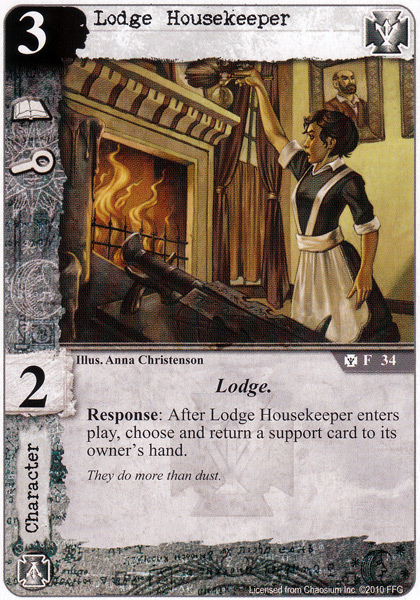 3
Lodge Housekeeper
Illus. Anna Christenson
F 34
2
Lodge.
Response: After Lodge Housekeeper enters
play, choose and return a support card to its
owner's hand.
They do more than dust.
Character
Licensed from Chaosium Inc. ©2010 FFG